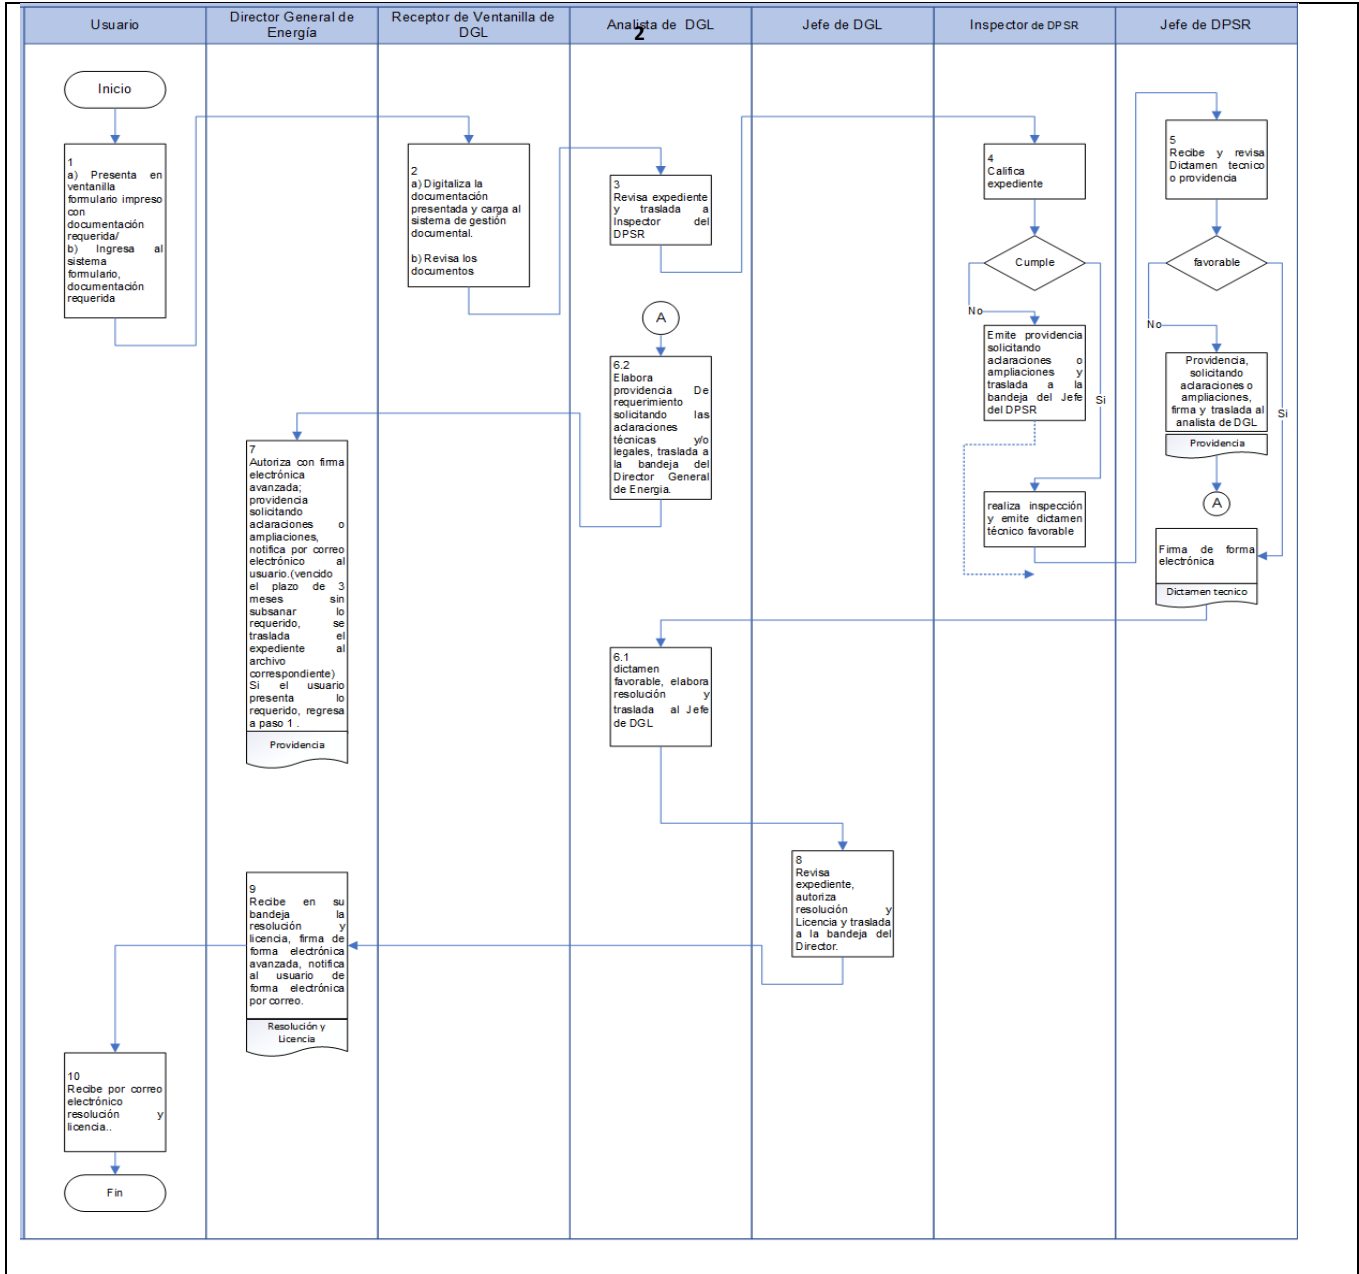 Usuario
Director General de
Energía
Receptor de Ventanilla de
DGL
Analista de DGL
2
Jefe de DGL
Inspector de DPSR
Jefe de DPSR
Inicio
1
a) Presenta en
ventanilla
formulario impreso
con
documentación
requerida/
b) Ingresa al
sistema
formulario,
documentación
requerida
2
a) Digitaliza la
documentación
presentada y carga al
sistema de gestión
documental.
b) Revisa los
documentos
3
Revisa expediente
y traslada a
Inspector del
DPSR
4
Califica
expediente
Cumple
No
Si
Emite providencia
solicitando
aclaraciones o
ampliaciones y
traslada a la
bandeja del Jefe
del DPSR
realiza inspección
y emite dictamen
técnico favorable
5
Recibe y revisa
Dictamen tecnico
o providencia
favorable
No
Si
Providencia,
solicitando
aclaraciones o
ampliaciones,
firma y traslada al
analista de DGL
Providencia
A
Firma de forma
electrónica
Dictamen tecnico
A
6.2
Elabora
providencia De
requerimiento
solicitando las
aclaraciones
técnicas y/o
legales, traslada a
la bandeja del
Director General
de Energia.
7
Autoriza con firma
electrónica
avanzada;
providencia
solicitando
aclaraciones o
ampliaciones,
notifica por correo
electrónico al
usuario.(vencido
el plazo de 3
meses sin
subsanar lo
requerido, se
traslada el
expediente al
archivo
correspondiente)
Si el usuario
presenta lo
requerido, regresa
a paso 1 .
Providencia
6.1
dictamen
favorable, elabora
resolución y
traslada al Jefe
de DGL
8
Revisa
expediente,
autoriza
resolución y
Licencia y traslada
a la bandeja del
Director.
9
Recibe en su
bandeja la
resolución y
licencia, firma de
forma electrónica
avanzada, notifica
al usuario de
forma electrónica
por correo.
Resolución y
Licencia
10
Recibe por correo
electrónico
resolución y
licencia..
Fin